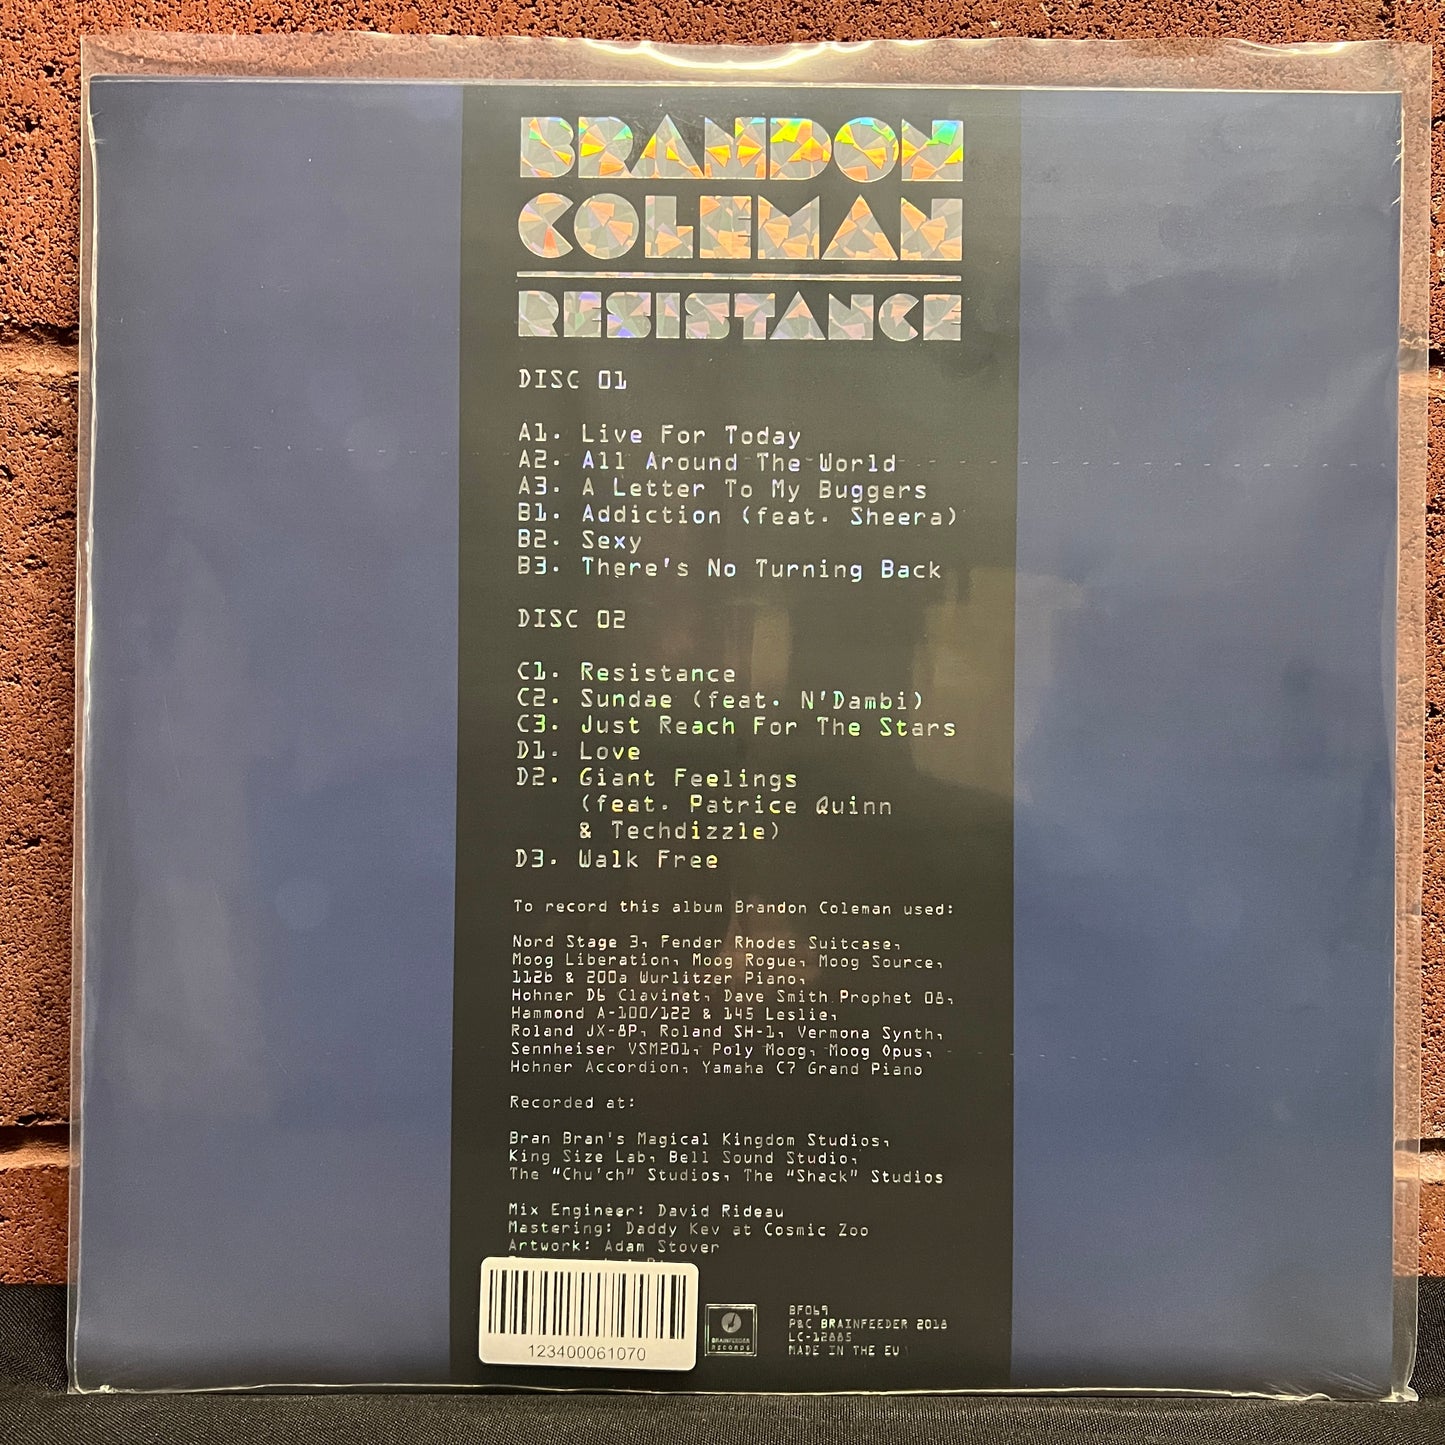 BRANDON
COLEMAN
RESISTANCE
DISC 01
A1. Live For Today
A2. All Around The World
A3. A Letter To My Buggers
B1. Addiction (feat. Sheera)
B2. Sexy
B3. There's No Turning Back
DISC 02
C1. Resistance
C2. Sundae (feat. N'Dambi)
C3. Just Reach For The Stars
D1. Love
D2. Giant Feelings
(feat. Patrice Quinn
& Techdizzle)
D3. Walk Free
To record this album Brandon Coleman used:
Nord Stage 3, Fender Rhodes Suitcase,
Moog Liberation, Moog Rogue, Moog Source,
112b & 200a Wurlitzer Piano,
Hohner D6 Clavinet, Dave Smith Prophet 08,
Hammond A-100/122 & 145 Leslie,
Roland JX-8P, Roland SH-1, Vermona Synth,
Sennheiser VSM201, Poly Moog, Moog Opus,
Hohner Accordion, Yamaha C7 Grand Piano
Recorded at:
Bran Bran's Magical Kingdom Studios,
King Size Lab, Bell Sound Studio,
The "Chu'ch" Studios, The "Shack" Studios
Mix Engineer: David Rideau
Mastering: Daddy Kev at Cosmic Zoo
Artwork: Adam Stover
123400061070
BRAINFEEDER
RECORDS
BF069
P&C BRAINFEEDER 2018
LC-12885
MADE IN THE EU